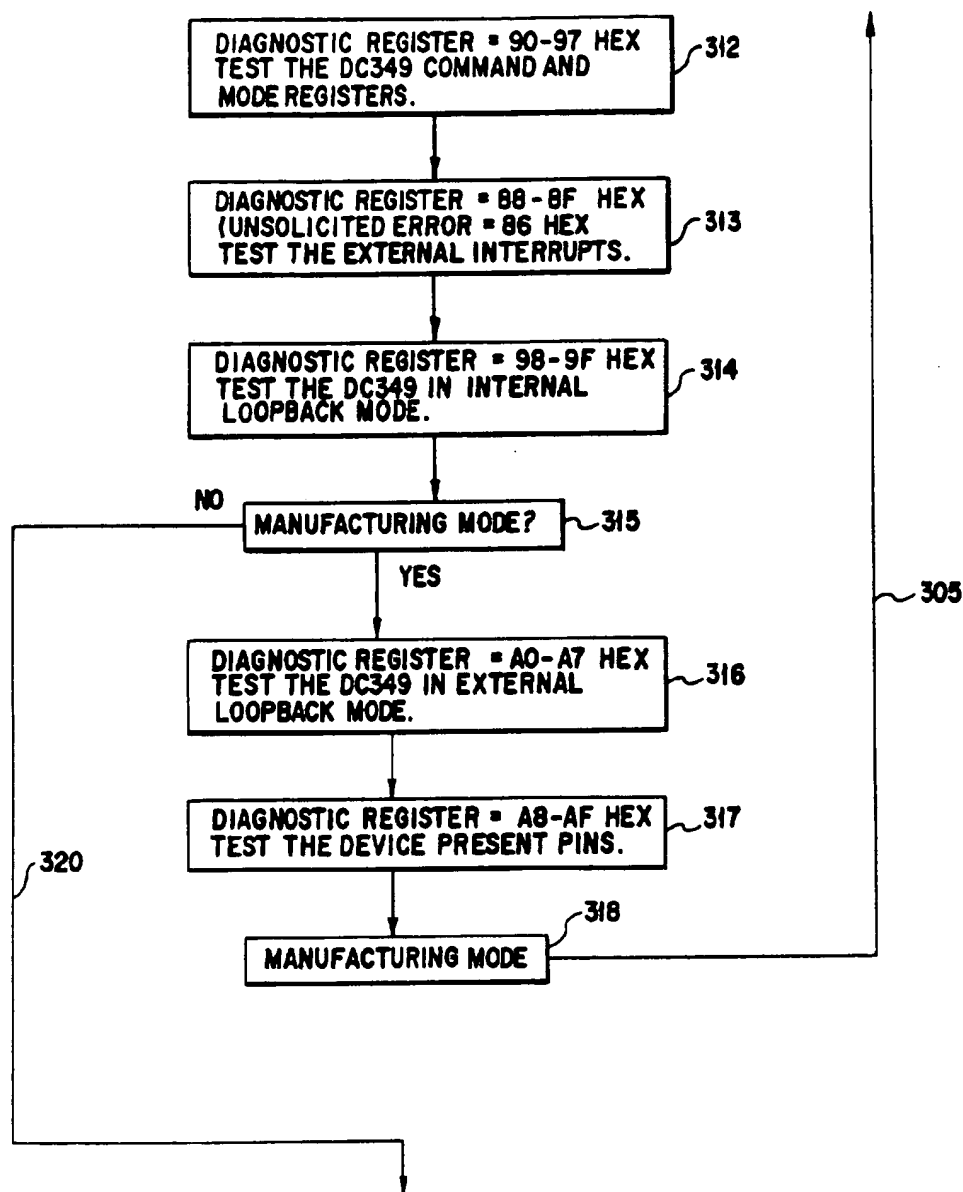 DIAGNOSTIC REGISTER = 90-97 HEX
TEST THE DC349 COMMAND AND
MODE REGISTERS.
312
DIAGNOSTIC REGISTER = 88-8F HEX
(UNSOLICITED ERROR = 86 HEX
TEST THE EXTERNAL INTERRUPTS.
313
DIAGNOSTIC REGISTER = 98-9F HEX
TEST THE DC349 IN INTERNAL
LOOPBACK MODE.
314
NO
MANUFACTURING MODE?
315
YES
305
DIAGNOSTIC REGISTER = A0-A7 HEX
TEST THE DC349 IN EXTERNAL
LOOPBACK MODE.
316
DIAGNOSTIC REGISTER = A8-AF HEX
TEST THE DEVICE PRESENT PINS.
317
320
318
MANUFACTURING MODE